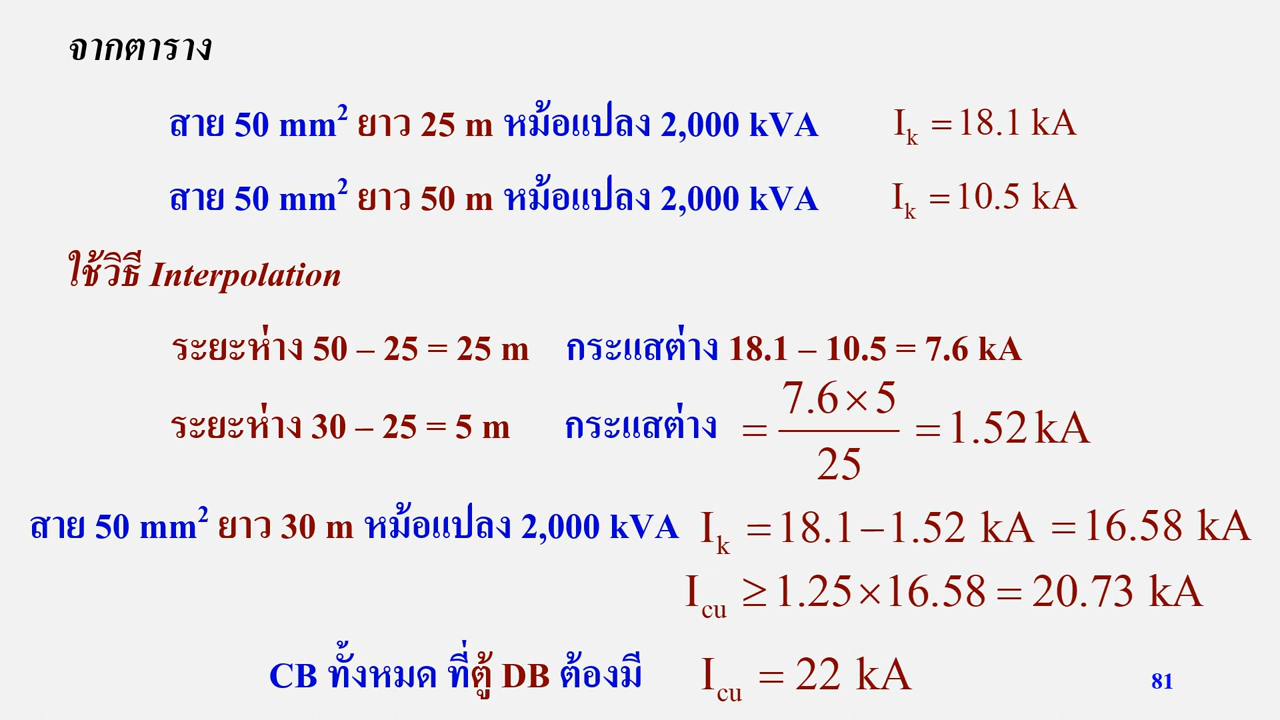 จากตาราง
สาย 50 mm² ยาว 25 m หม้อแปลง 2,000 kVA I_k = 18.1 kA
สาย 50 mm² ยาว 50 m หม้อแปลง 2,000 kVA I_k = 10.5 kA
ใช้วิธี Interpolation
ระยะห่าง 50 – 25 = 25 m กระแสต่าง 18.1 – 10.5 = 7.6 kA
ระยะห่าง 30 – 25 = 5 m กระแสต่าง = (7.6 × 5)/25 = 1.52 kA
สาย 50 mm² ยาว 30 m หม้อแปลง 2,000 kVA I_k = 18.1 – 1.52 kA = 16.58 kA
I_cu ≥ 1.25 × 16.58 = 20.73 kA
CB ทั้งหมด ที่ตู้ DB ต้องมี I_cu = 22 kA
81